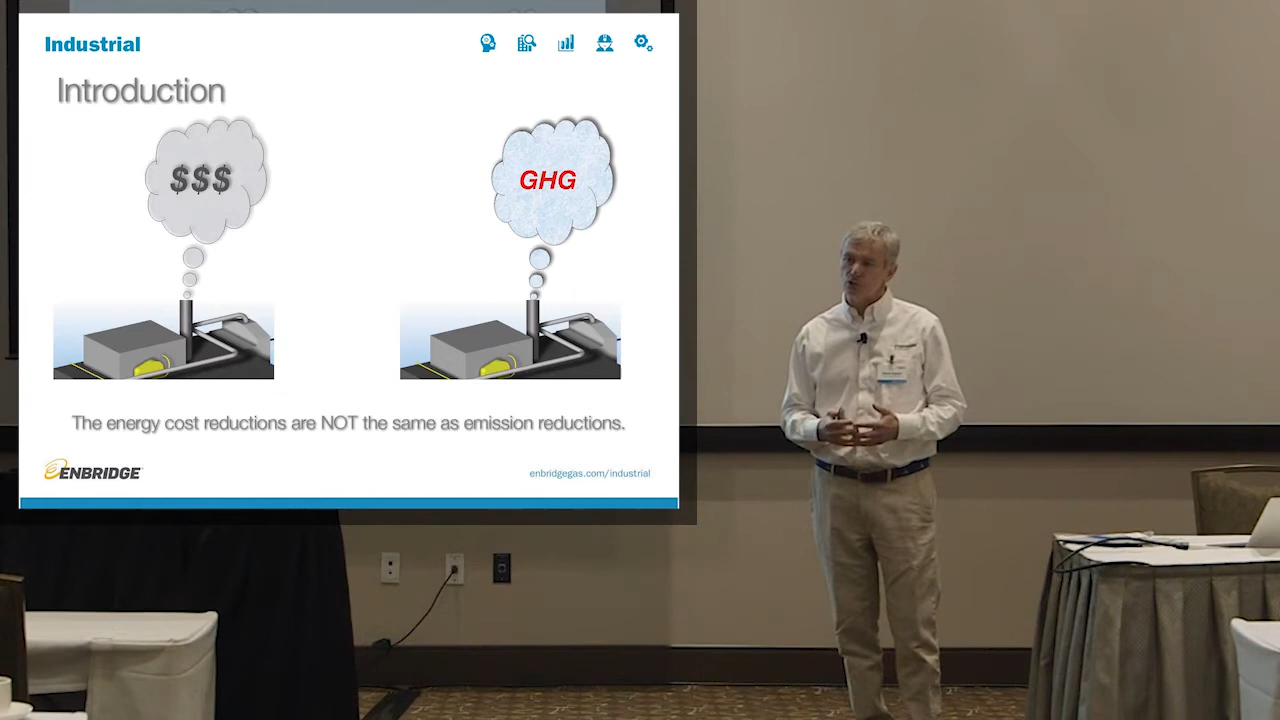 Industrial
Introduction
$$$
GHG
The energy cost reductions are NOT the same as emission reductions.
ENBRIDGE
enbridgegas.com/industrial